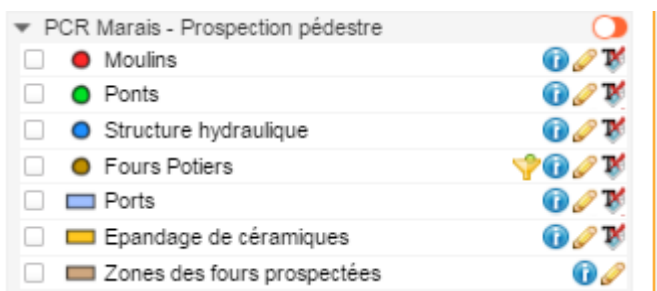 PCR Marais - Prospection pédestre
Moulins
Ponts
Structure hydraulique
Fours Potiers
Ports
Epandage de céramiques
Zones des fours prospectées